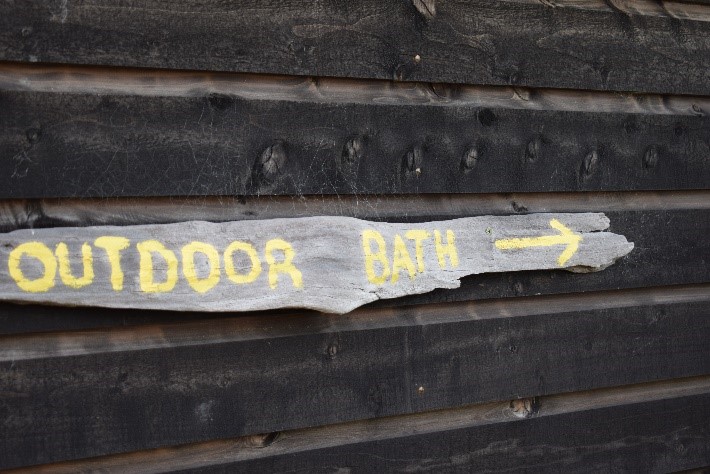 OUTDOOR BATH →